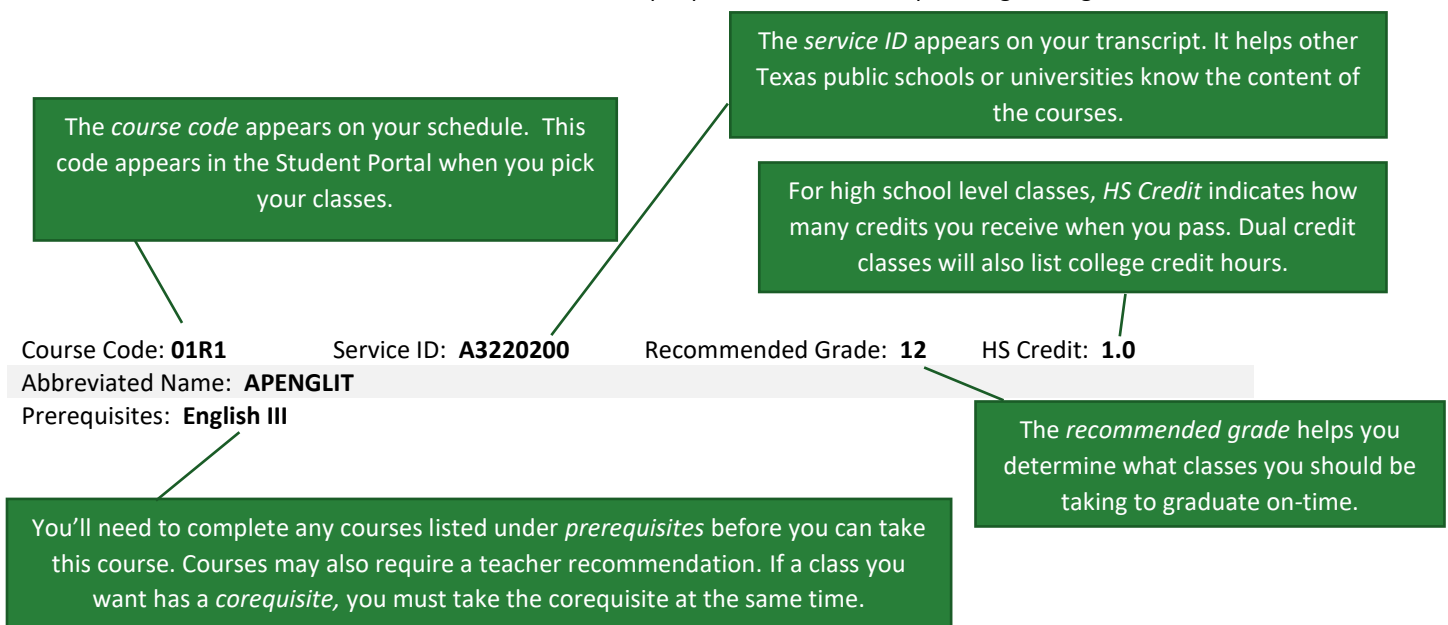 The service ID appears on your transcript. It helps other
Texas public schools or universities know the content of
the courses.
The course code appears on your schedule. This
code appears in the Student Portal when you pick
your classes.
For high school level classes, HS Credit indicates how
many credits you receive when you pass. Dual credit
classes will also list college credit hours.
Course Code: 01R1 Service ID: A3220200 Recommended Grade: 12 HS Credit: 1.0
Abbreviated Name: APENGLIT
Prerequisites: English III
The recommended grade helps you
determine what classes you should be
taking to graduate on-time.
You’ll need to complete any courses listed under prerequisites before you can take
this course. Courses may also require a teacher recommendation. If a class you
want has a corequisite, you must take the corequisite at the same time.